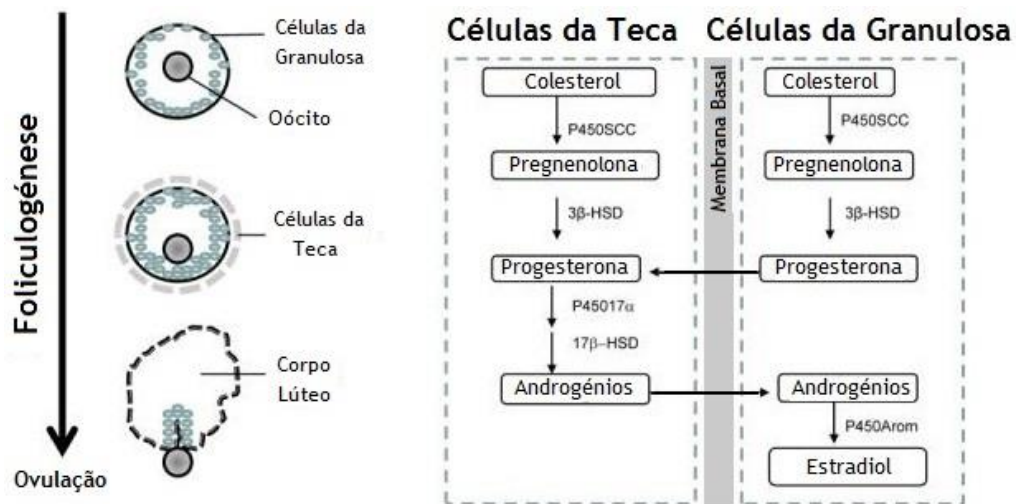 Foliculogénese
Ovulação
Células da
Granulosa
Oócito
Células da
Teca
Corpo
Lúteo
Células da Teca
Colesterol
P450SCC
Pregnenolona
3β-HSD
Progesterona
P45017α
17β-HSD
Androgénios
Membrana Basal
Células da Granulosa
Colesterol
P450SCC
Pregnenolona
3β-HSD
Progesterona
Androgénios
P450Arom
Estradiol